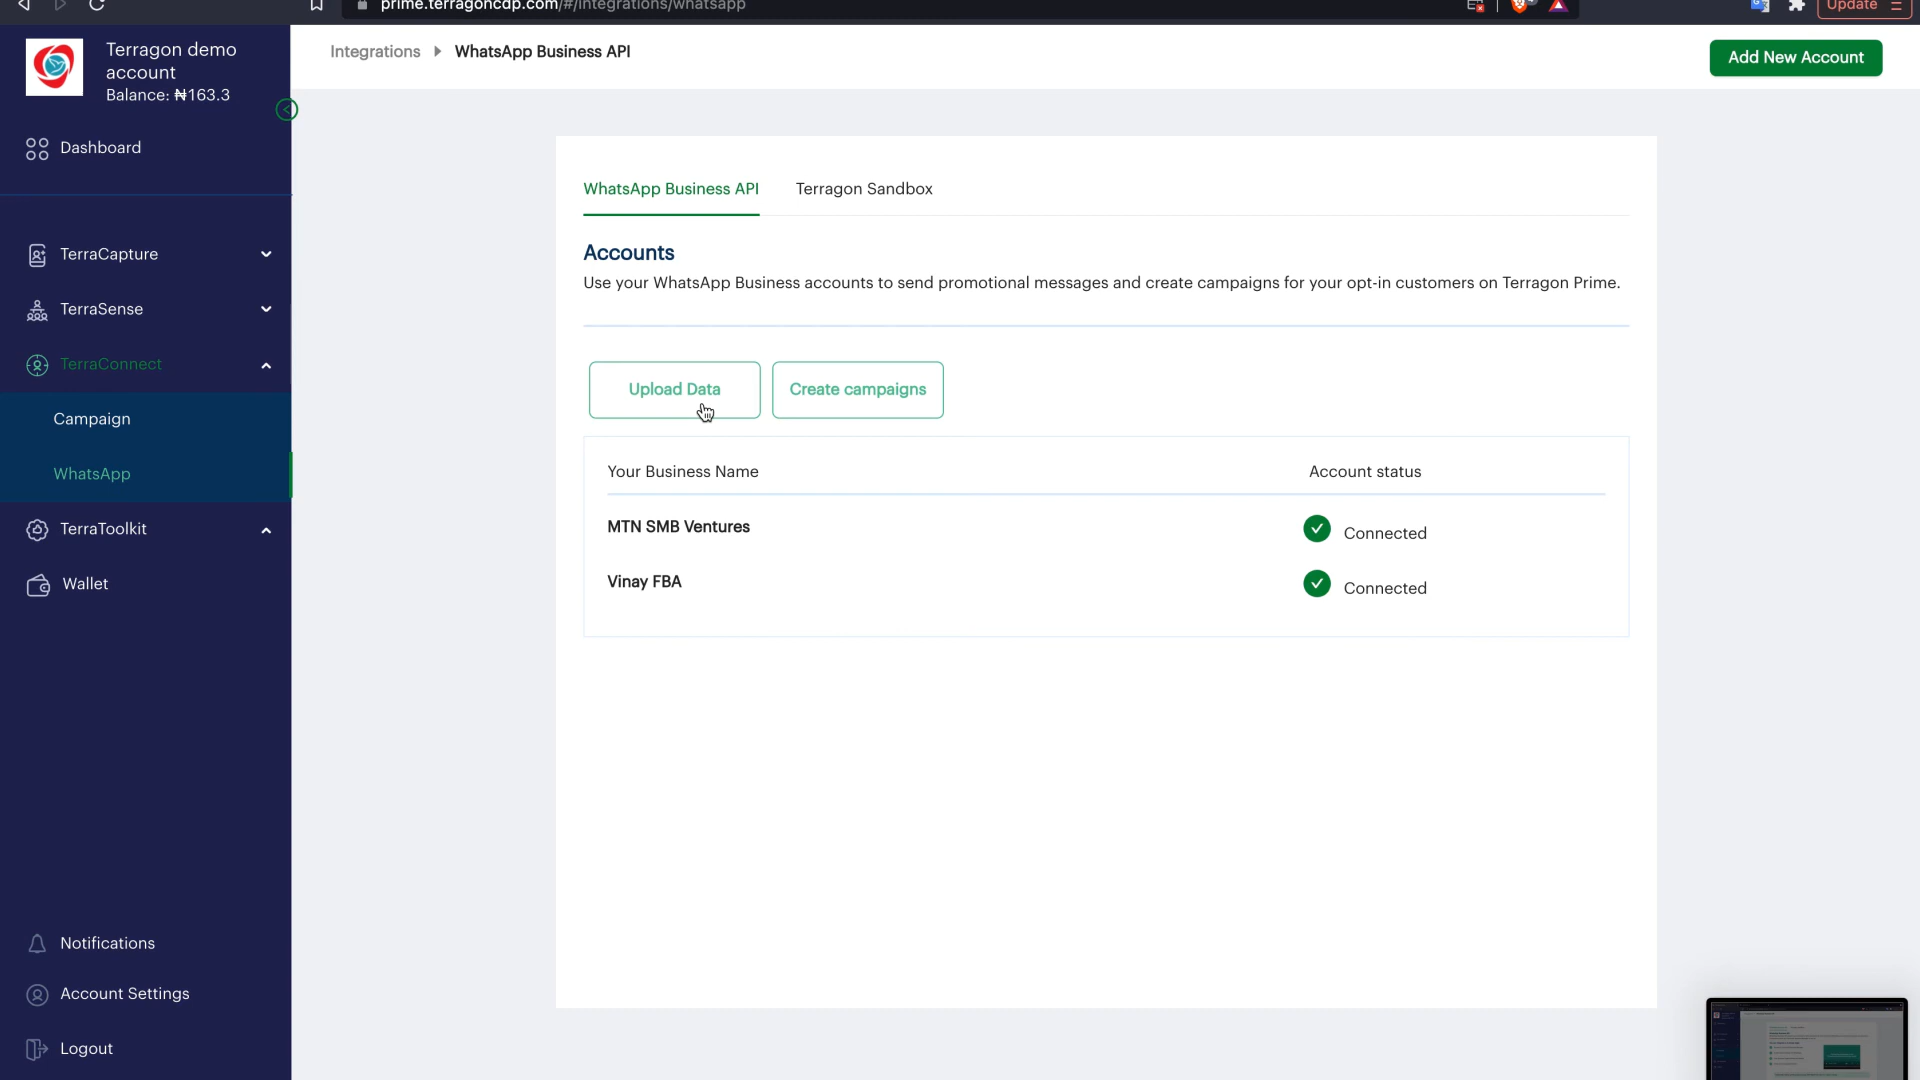 prime.terragoncdp.com/#/integrations/whatsapp
Update
Terragon demo
account
Balance: ₦163.3
Integrations
WhatsApp Business API
Add New Account
Dashboard
TerraCapture
TerraSense
TerraConnect
Campaign
WhatsApp
TerraToolkit
Wallet
Notifications
Account Settings
Logout
WhatsApp Business API
Terragon Sandbox
Accounts
Use your WhatsApp Business accounts to send promotional messages and create campaigns for your opt-in customers on Terragon Prime.
Upload Data
Create campaigns
Your Business Name
Account status
MTN SMB Ventures
Connected
Vinay FBA
Connected